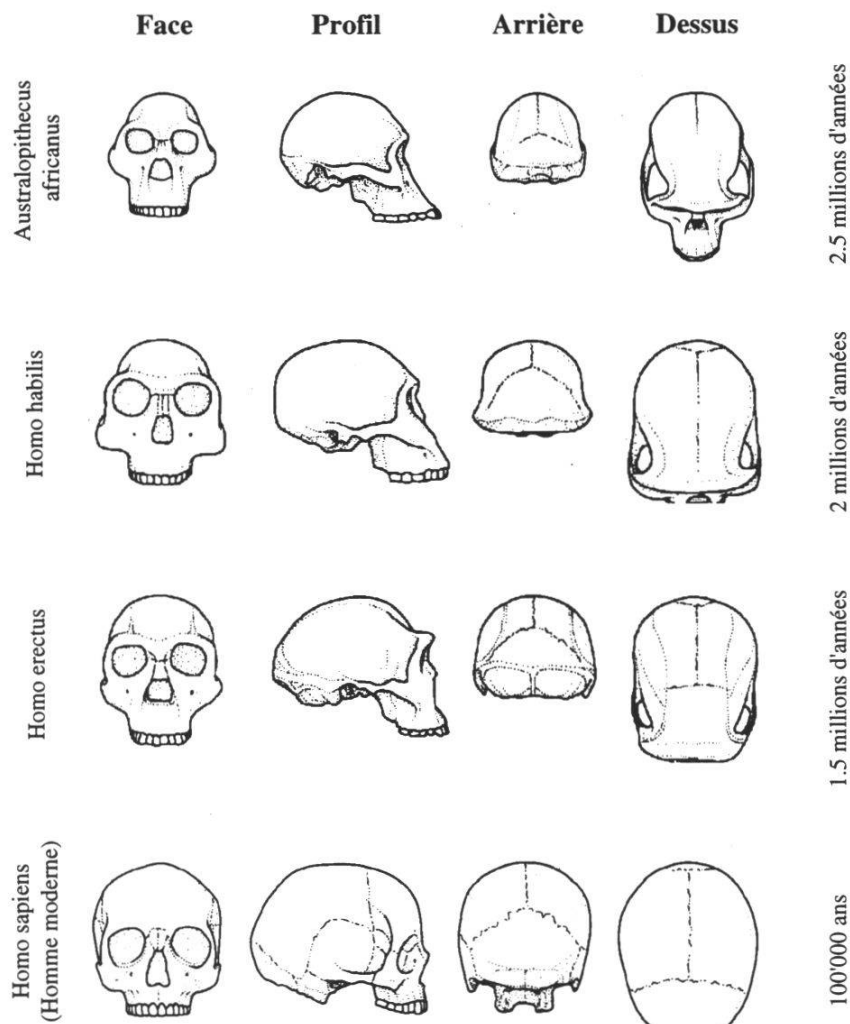 Face Profil Arrière Dessus
Australopithecus
africanus
2.5 millions d'années
Homo habilis
2 millions d'années
Homo erectus
1.5 millions d'années
Homo sapiens
(Homme moderne)
100'000 ans